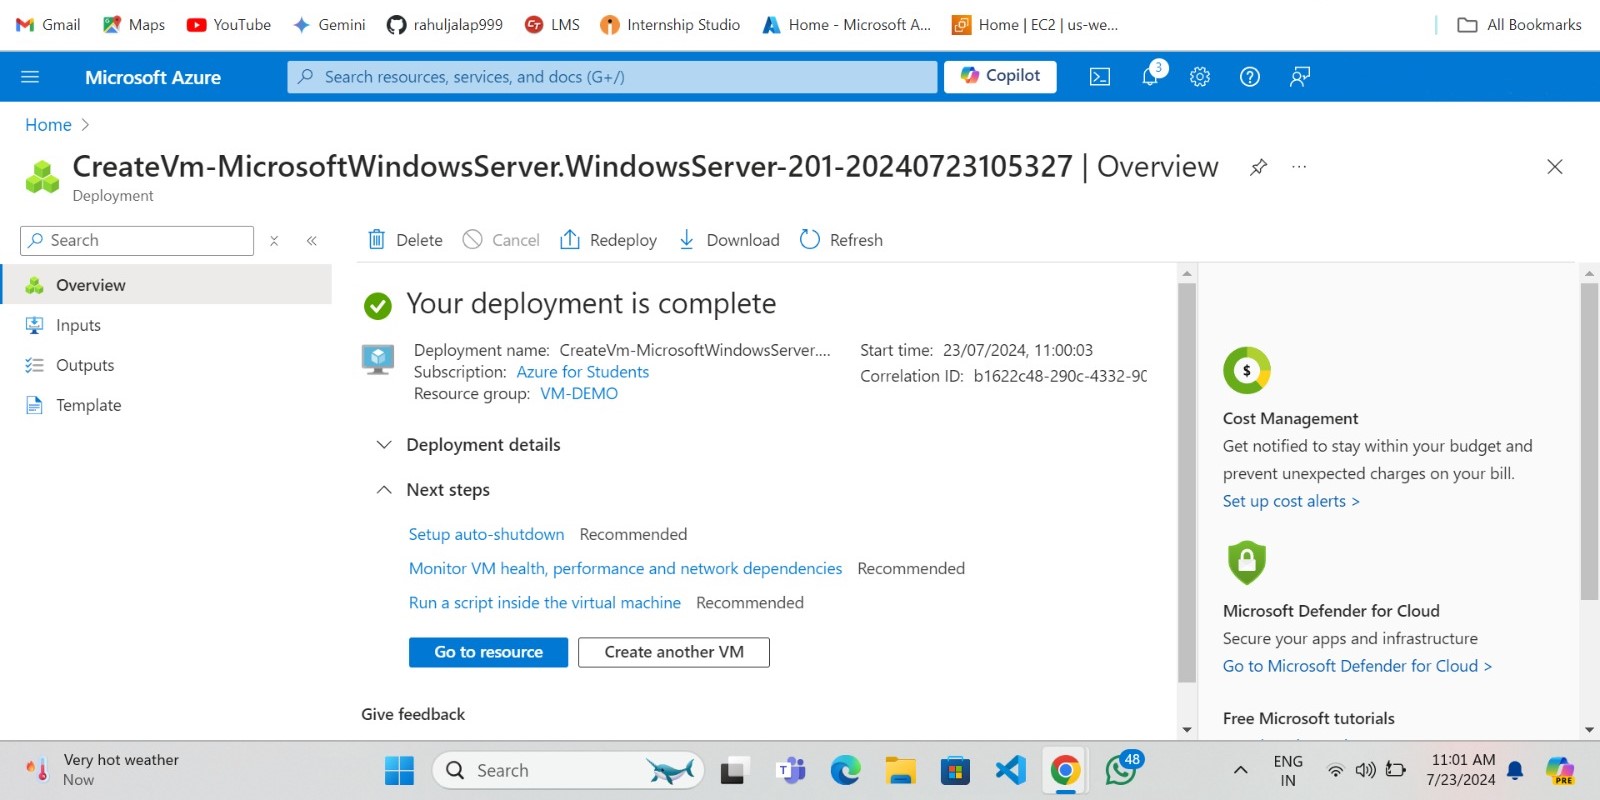 Gmail Maps YouTube Gemini rahuljalap999 LMS Internship Studio Home - Microsoft A... Home | EC2 | us-we... All Bookmarks
Microsoft Azure Search resources, services, and docs (G+/) Copilot 3
Home
CreateVm-MicrosoftWindowsServer.WindowsServer-201-20240723105327 | Overview
Deployment
Search
Delete Cancel Redeploy Download Refresh
Overview
Inputs
Outputs
Template
Your deployment is complete
Deployment name: CreateVm-MicrosoftWindowsServer....
Subscription: Azure for Students
Resource group: VM-DEMO
Start time: 23/07/2024, 11:00:03
Correlation ID: b1622c48-290c-4332-90
Deployment details
Next steps
Setup auto-shutdown Recommended
Monitor VM health, performance and network dependencies Recommended
Run a script inside the virtual machine Recommended
Go to resource Create another VM
Give feedback
$
Cost Management
Get notified to stay within your budget and
prevent unexpected charges on your bill.
Set up cost alerts >
Microsoft Defender for Cloud
Secure your apps and infrastructure
Go to Microsoft Defender for Cloud >
Free Microsoft tutorials
Very hot weather
Now
Search
48
ENG
IN
11:01 AM
7/23/2024
PRE